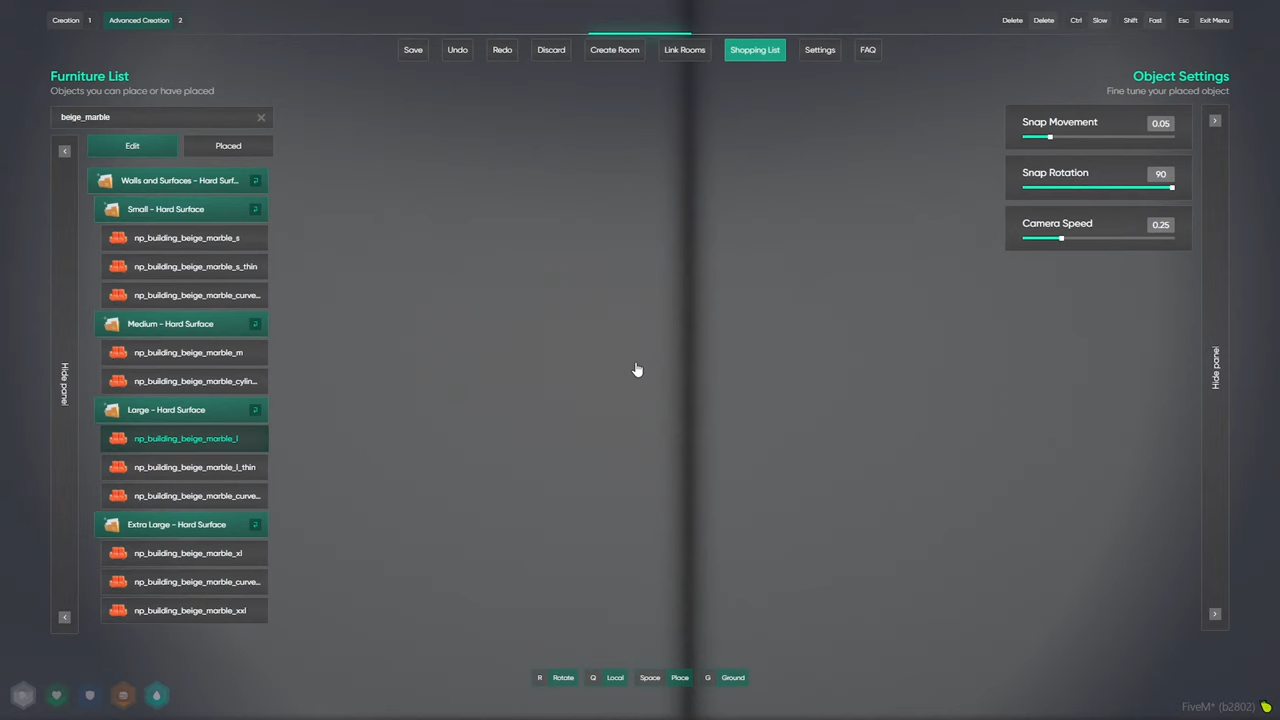 Creation 1 Advanced Creation 2
Delete Delete Ctrl Slow Shift Fast Esc Exit Menu
Save Undo Redo Discard Create Room Link Rooms Shopping List Settings FAQ
Furniture List
Objects you can place or have placed
beige_marble
Edit Placed
Walls and Surfaces - Hard Surf...
Small - Hard Surface
np_building_beige_marble_s
np_building_beige_marble_s_thin
np_building_beige_marble_curve...
Medium - Hard Surface
np_building_beige_marble_m
np_building_beige_marble_cylin...
Large - Hard Surface
np_building_beige_marble_l
np_building_beige_marble_l_thin
np_building_beige_marble_curve...
Extra Large - Hard Surface
np_building_beige_marble_xl
np_building_beige_marble_curve...
np_building_beige_marble_xxl
Hide panel
Object Settings
Fine tune your placed object
Snap Movement 0.05
Snap Rotation 90
Camera Speed 0.25
Hide panel
R Rotate Q Local Space Place G Ground
FiveM* (b2802)